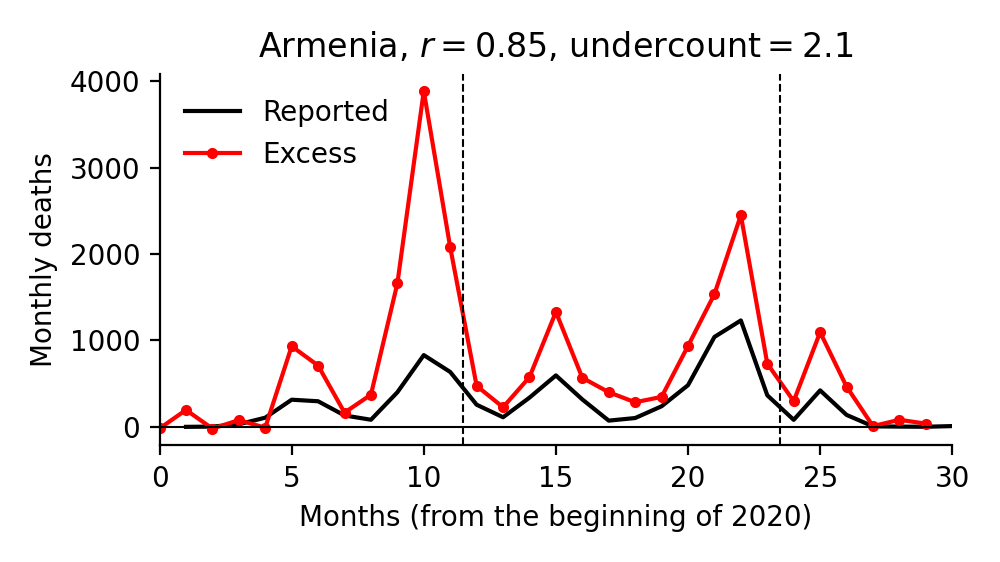 Armenia, r = 0.85, undercount = 2.1
Reported
Excess
Monthly deaths
4000
3000
2000
1000
0
0 5 10 15 20 25 30
Months (from the beginning of 2020)